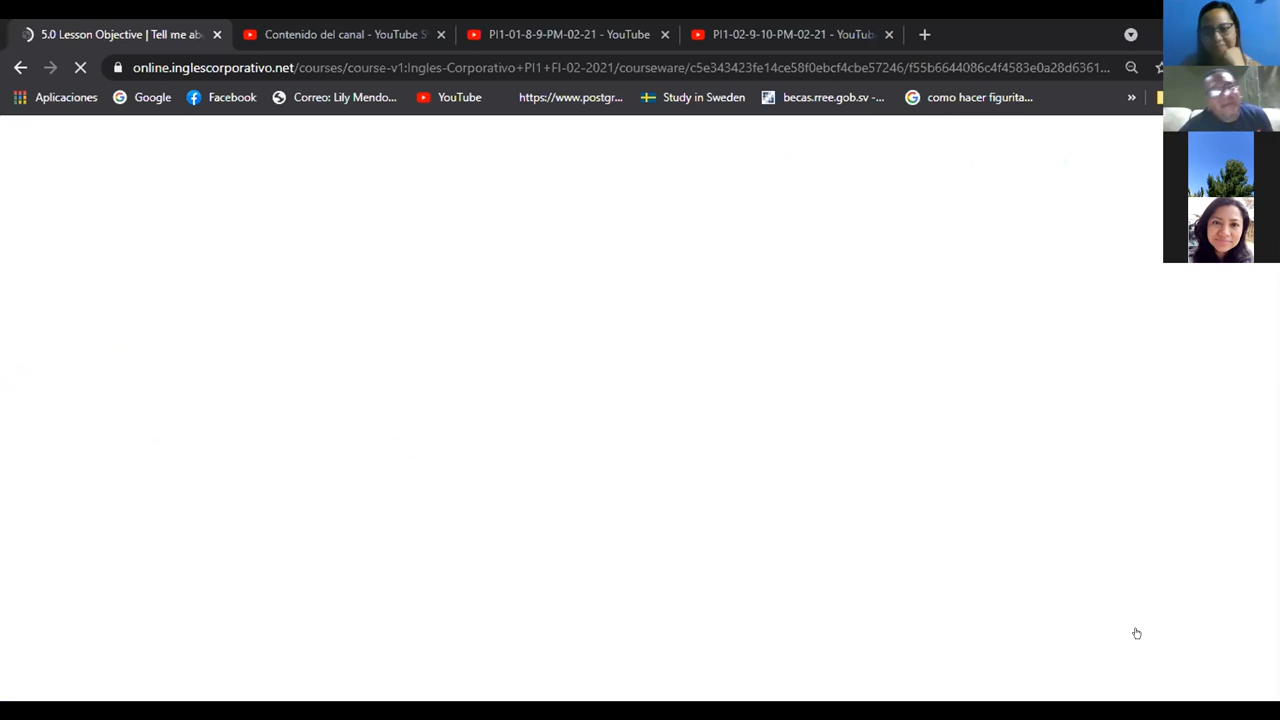 5.0 Lesson Objective | Tell me ab
Contenido del canal - YouTube S
PI1-01-8-9-PM-02-21 - YouTube
PI1-02-9-10-PM-02-21 - YouTub
online.inglescorporativo.net/courses/course-v1:Ingles-Corporativo+PI1+FI-02-2021/courseware/c5e343423fe14ce58f0ebcf4cbe57246/f55b6644086c4f4583e0a28d6361...
Aplicaciones
Google
Facebook
Correo: Lily Mendo...
YouTube
https://www.postgr...
Study in Sweden
becas.rree.gob.sv -...
como hacer figurita...
»